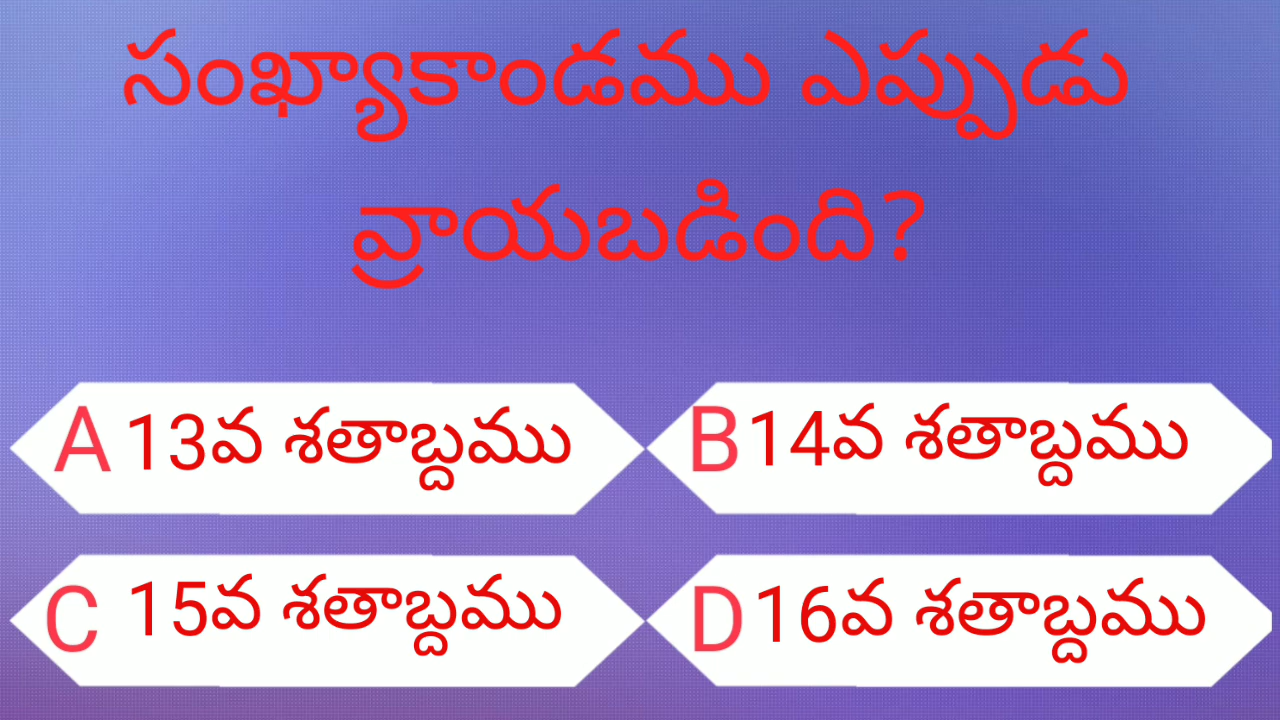 సంఖ్యాకాండము ఎప్పుడు
వ్రాయబడింది?
A 13వ శతాబ్దము
B 14వ శతాబ్దము
C 15వ శతాబ్దము
D 16వ శతాబ్దము